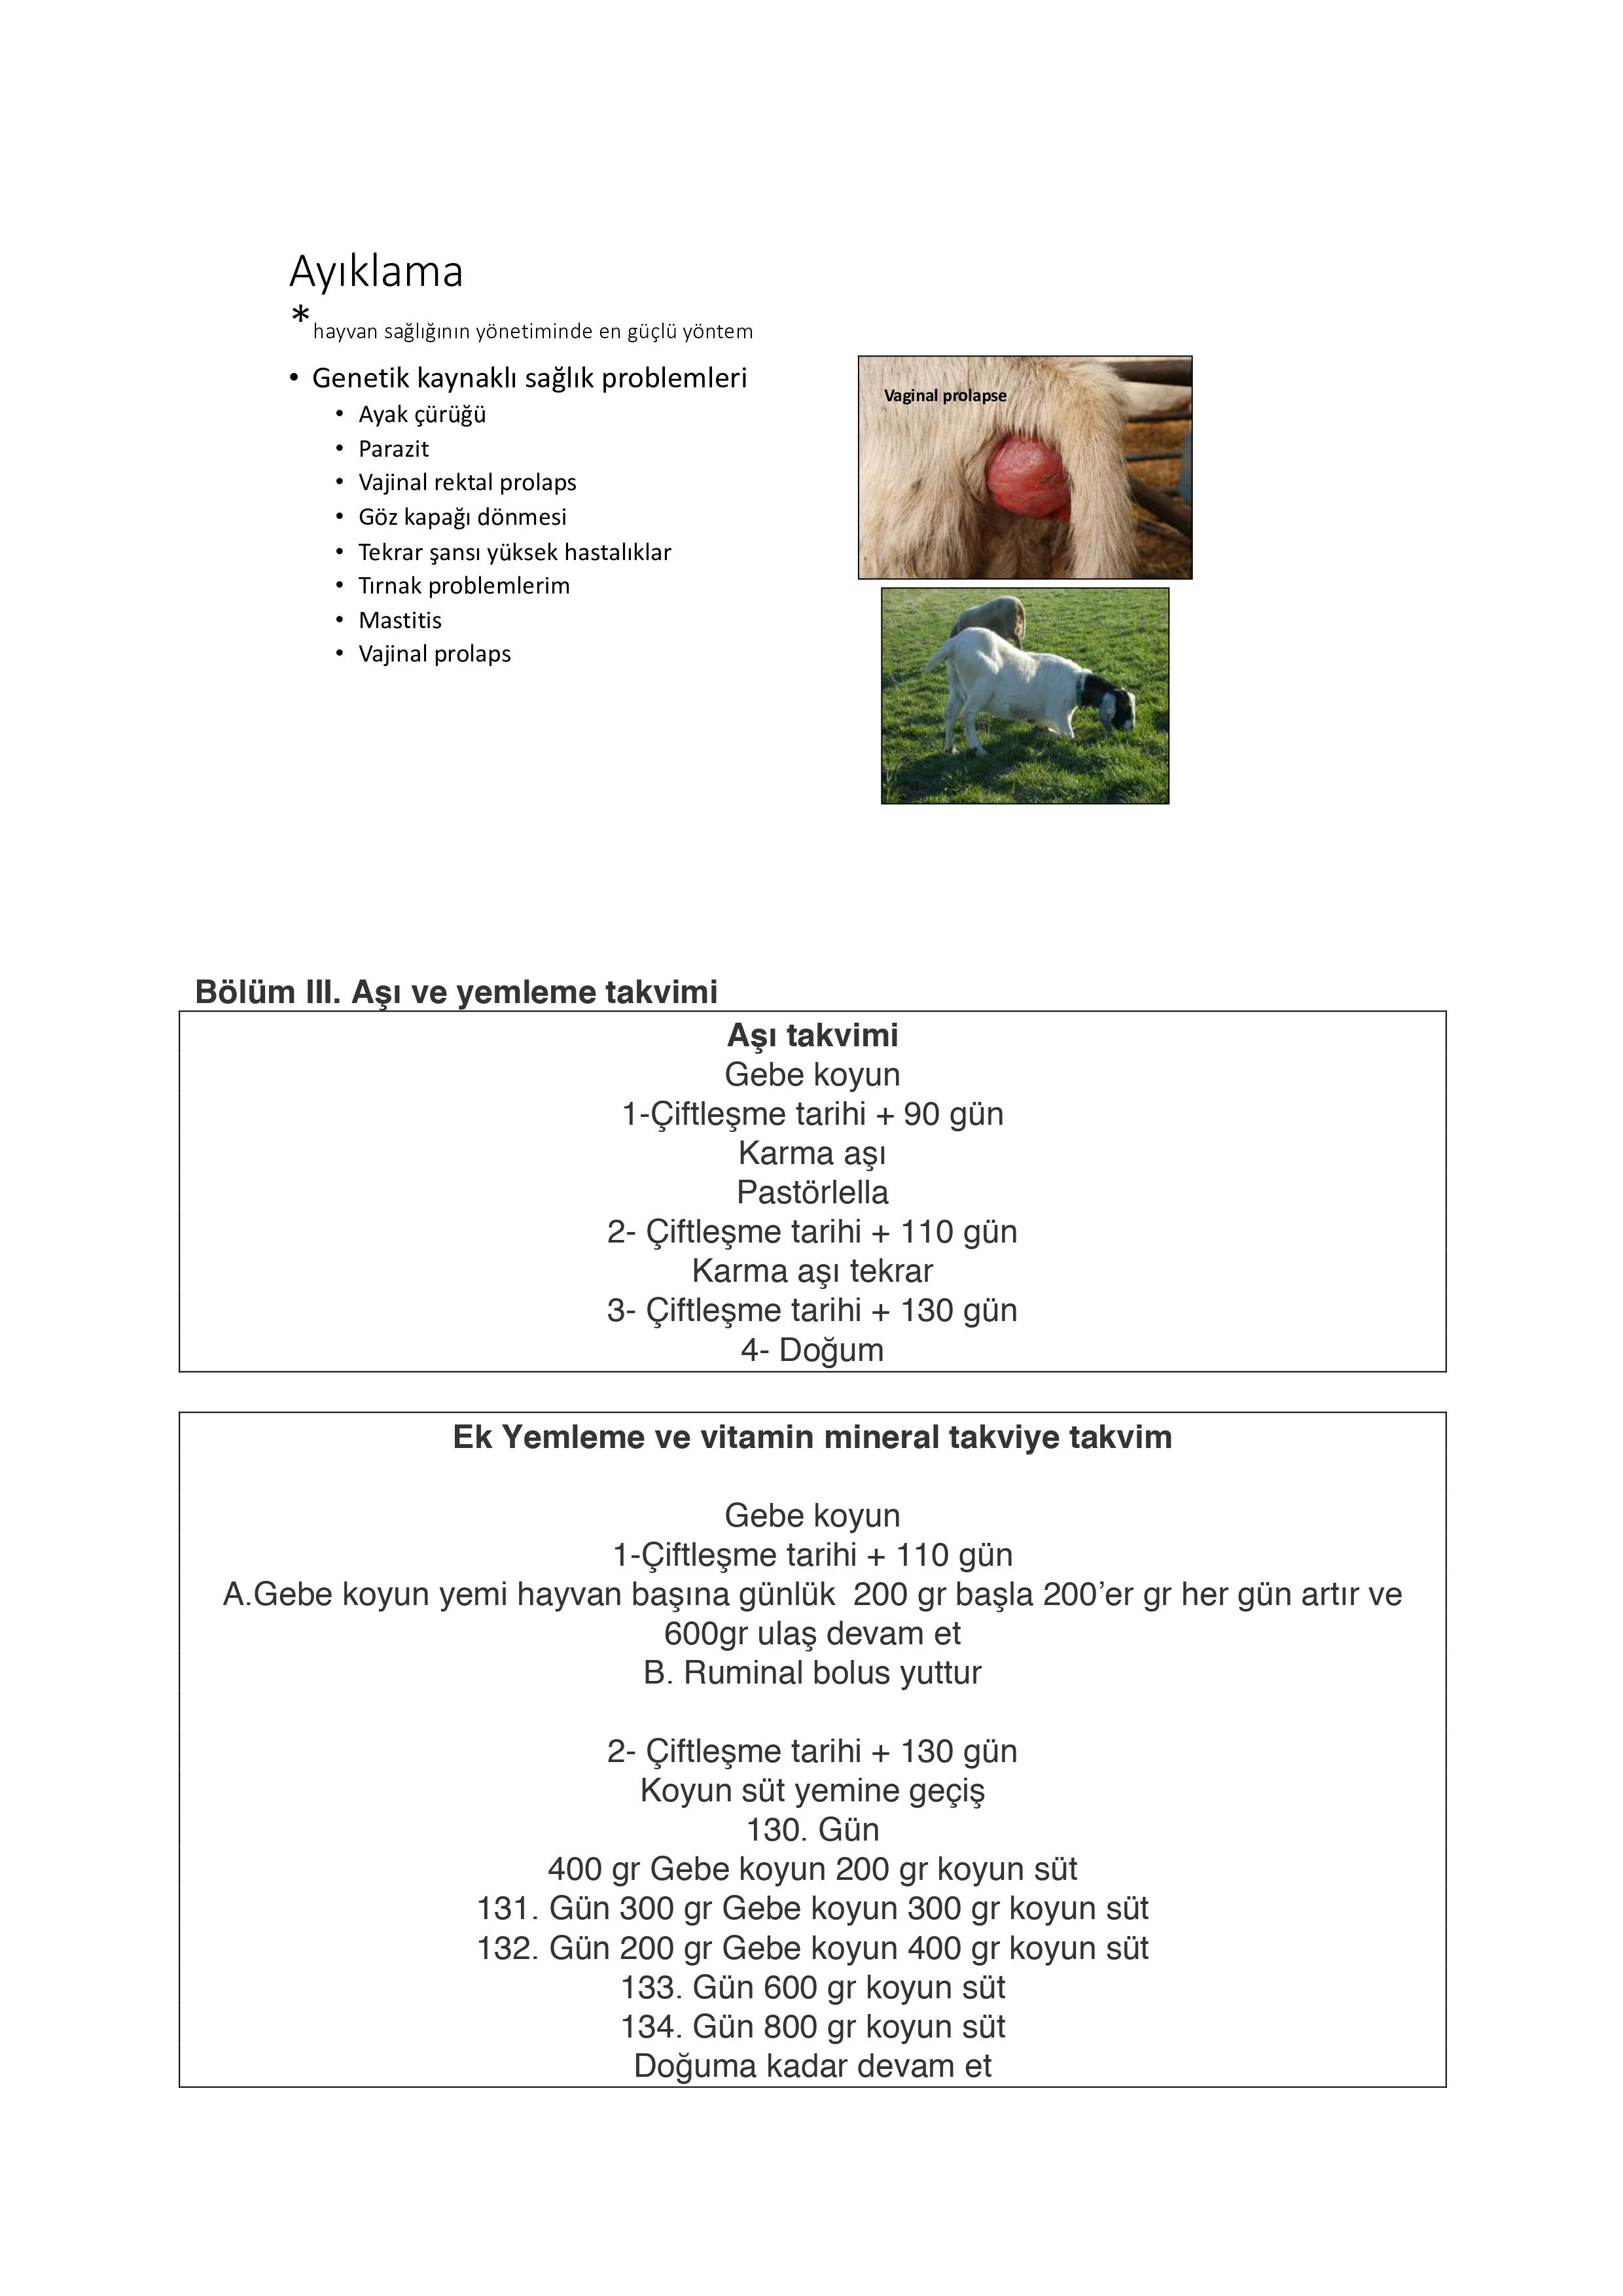 Ayıklama
*hayvan sağlığının yönetiminde en güçlü yöntem
• Genetik kaynaklı sağlık problemleri
• Ayak çürüğü
• Parazit
• Vajinal rektal prolaps
• Göz kapağı dönmesi
• Tekrar şansı yüksek hastalıklar
• Tırnak problemlerim
• Mastitis
• Vajinal prolaps
Vaginal prolapse
Bölüm III. Aşı ve yemleme takvimi
Aşı takvimi
Gebe koyun
1-Çiftleşme tarihi + 90 gün
Karma aşı
Pastörlella
2- Çiftleşme tarihi + 110 gün
Karma aşı tekrar
3- Çiftleşme tarihi + 130 gün
4- Doğum
Ek Yemleme ve vitamin mineral takviye takvim
Gebe koyun
1-Çiftleşme tarihi + 110 gün
A.Gebe koyun yemi hayvan başına günlük  200 gr başla 200’er gr her gün artır ve
600gr ulaş devam et
B. Ruminal bolus yuttur
2- Çiftleşme tarihi + 130 gün
Koyun süt yemine geçiş
130. Gün
400 gr Gebe koyun 200 gr koyun süt
131. Gün 300 gr Gebe koyun 300 gr koyun süt
132. Gün 200 gr Gebe koyun 400 gr koyun süt
133. Gün 600 gr koyun süt
134. Gün 800 gr koyun süt
Doğuma kadar devam et